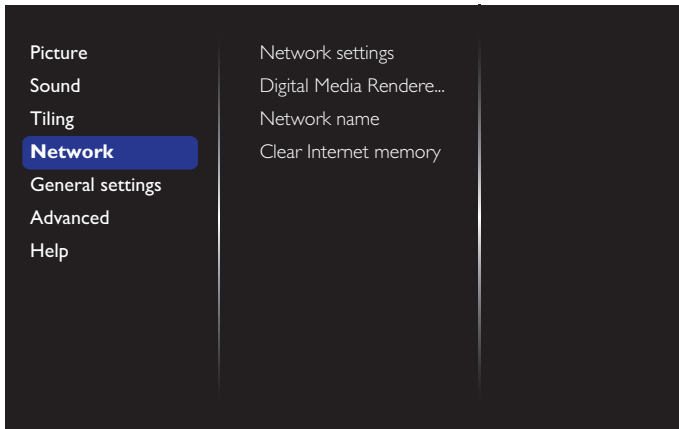 Picture
Sound
Tiling
Network
General settings
Advanced
Help
Network settings
Digital Media Rendere...
Network name
Clear Internet memory